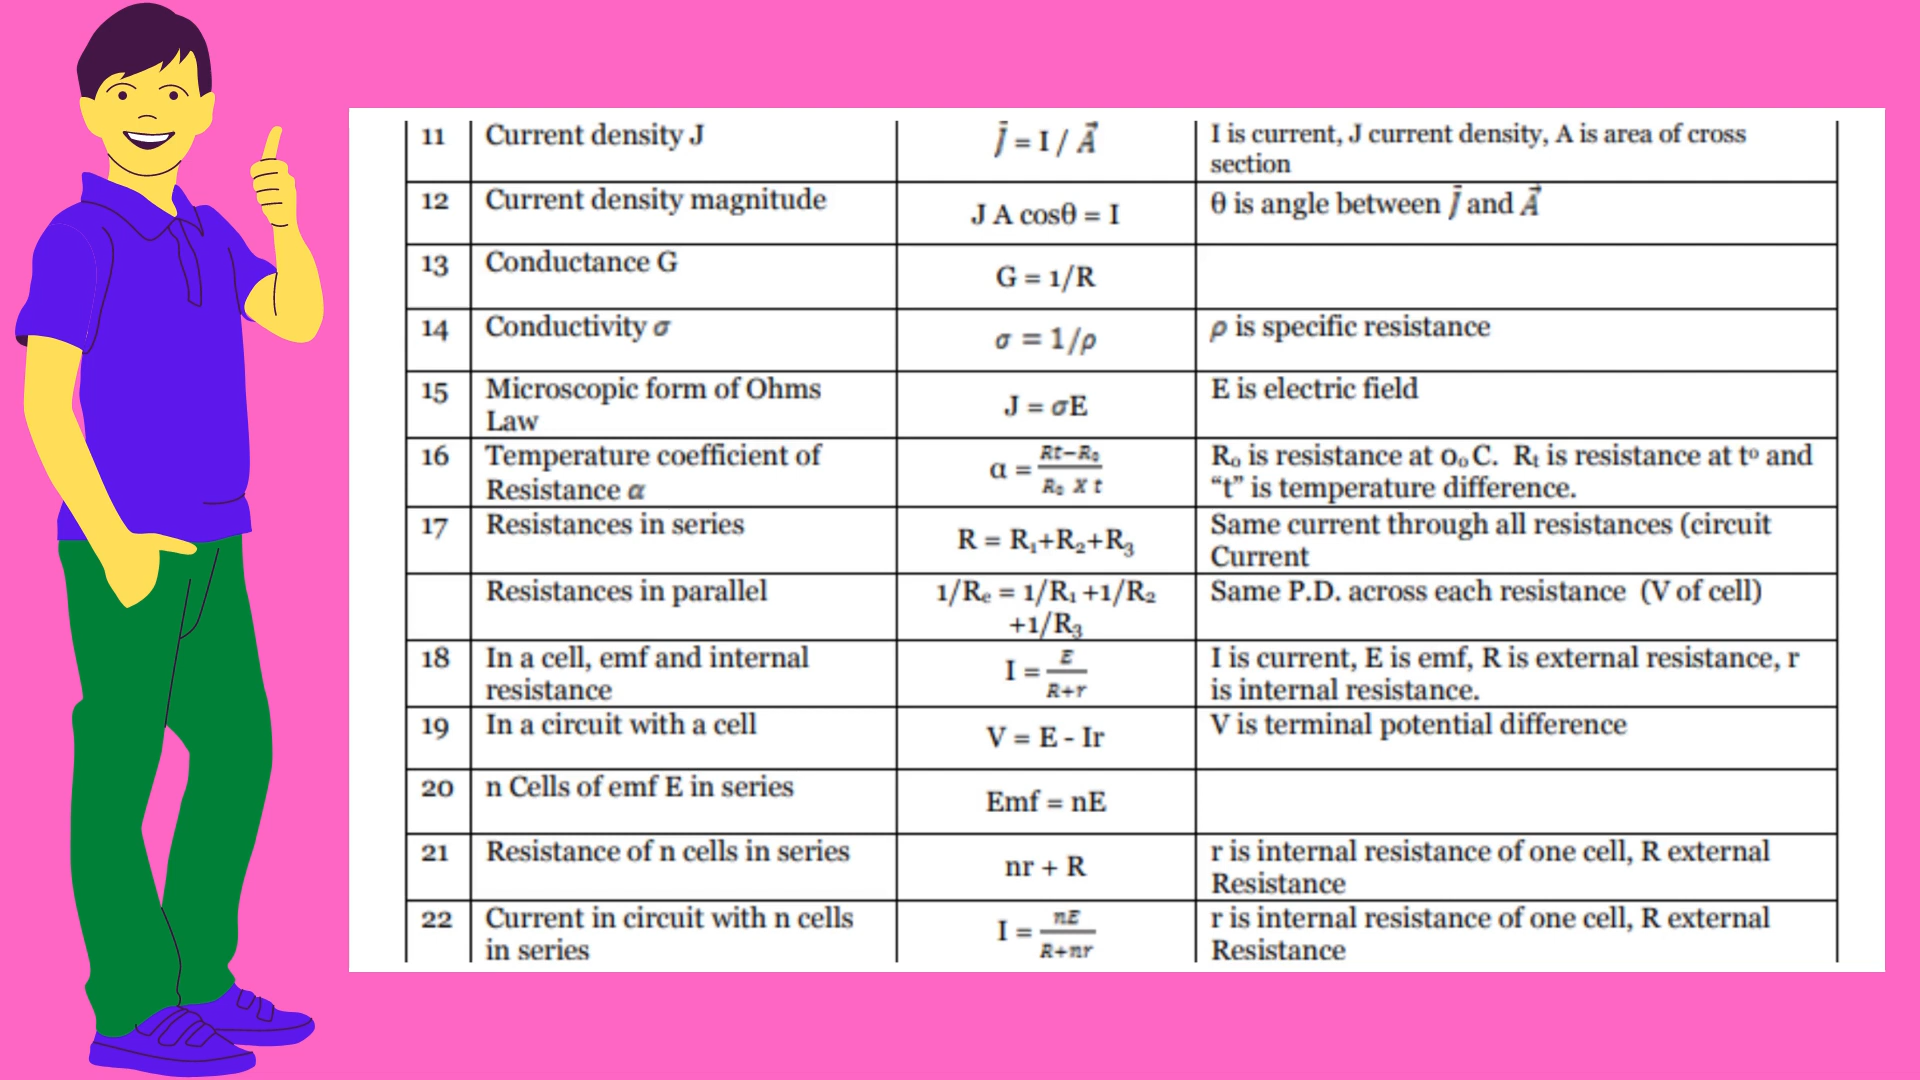 11 Current density J J̄ = I / A⃗ I is current, J current density, A is area of cross
section
12 Current density magnitude J A cosθ = I θ is angle between J̄ and A⃗
13 Conductance G G = 1/R
14 Conductivity σ σ = 1/ρ ρ is specific resistance
15 Microscopic form of Ohms J = σE E is electric field
Law
16 Temperature coefficient of α = (Rt−R₀)/(R₀ X t) R₀ is resistance at 0₀ C. Rₜ is resistance at tº and
Resistance α “t” is temperature difference.
17 Resistances in series R = R₁+R₂+R₃ Same current through all resistances (circuit
Current
Resistances in parallel 1/Rₑ = 1/R₁ +1/R₂ Same P.D. across each resistance (V of cell)
+1/R₃
18 In a cell, emf and internal I = E/(R+r) I is current, E is emf, R is external resistance, r
resistance is internal resistance.
19 In a circuit with a cell V = E - Ir V is terminal potential difference
20 n Cells of emf E in series Emf = nE
21 Resistance of n cells in series nr + R r is internal resistance of one cell, R external
Resistance
22 Current in circuit with n cells I = nE/(R+nr) r is internal resistance of one cell, R external
in series Resistance